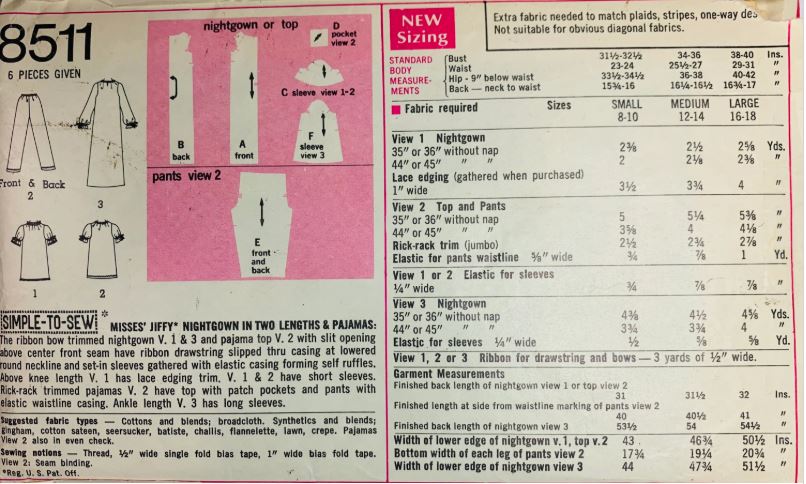 8511
6 PIECES GIVEN
Front & Back
2
3
1
2
nightgown or top
D
pocket
view 2
C sleeve view 1-2
B
back
A
front
F
sleeve
view 3
pants view 2
E
front
and
back
SIMPLE-TO-SEW*
MISSES' JIFFY* NIGHTGOWN IN TWO LENGTHS & PAJAMAS:
The ribbon bow trimmed nightgown V. 1 & 3 and pajama top V. 2 with slit opening
above center front seam have ribbon drawstring slipped thru casing at lowered
round neckline and set-in sleeves gathered with elastic casing forming self ruffles.
Above knee length V. 1 has lace edging trim. V. 1 & 2 have short sleeves.
Rick-rack trimmed pajamas V. 2 have top with patch pockets and pants with
elastic waistline casing. Ankle length V. 3 has long sleeves.
Suggested fabric types — Cottons and blends; broadcloth. Synthetics and blends;
gingham, cotton sateen, seersucker, batiste, challis, flannelette, lawn, crepe. Pajamas
View 2 also in even check.
Sewing notions — Thread, ½" wide single fold bias tape, 1" wide bias fold tape.
View 2: Seam binding.
*Reg. U. S. Pat. Off.
NEW
Sizing
Extra fabric needed to match plaids, stripes, one-way des
Not suitable for obvious diagonal fabrics.
STANDARD
BODY
MEASURE-
MENTS
Bust 31½-32½ 34-36 38-40 Ins.
Waist 23-24 25½-27 29-31 "
Hip - 9" below waist 33½-34½ 36-38 40-42 "
Back — neck to waist 15¾-16 16¼-16½ 16¾-17 "
Fabric required Sizes SMALL MEDIUM LARGE
8-10 12-14 16-18
View 1 Nightgown
35" or 36" without nap 2⅜ 2½ 2⅝ Yds.
44" or 45" " " 2 2⅛ 2⅜ "
Lace edging (gathered when purchased)
1" wide 3½ 3¾ 4 "
View 2 Top and Pants
35" or 36" without nap 5 5¼ 5⅜ "
44" or 45" " " 3⅝ 4 4⅛ "
Rick-rack trim (jumbo) 2½ 2¾ 2⅞ "
Elastic for pants waistline ⅝" wide ¾ ⅞ 1 Yd.
View 1 or 2 Elastic for sleeves
¼" wide ¾ ⅞ ⅞ "
View 3 Nightgown
35" or 36" without nap 4⅜ 4½ 4⅝ Yds.
44" or 45" " " 3¾ 3¾ 4 "
Elastic for sleeves ¼" wide ½ ⅝ ⅝ Yd.
View 1, 2 or 3 Ribbon for drawstring and bows — 3 yards of ½" wide.
Garment Measurements
Finished back length of nightgown view 1 or top view 2
31 31½ 32 Ins.
Finished length at side from waistline marking of pants view 2
40 40½ 41 "
Finished back length of nightgown view 3 53½ 54 54½ "
Width of lower edge of nightgown v. 1, top v. 2 43 46¾ 50½ Ins.
Bottom width of each leg of pants view 2 17¾ 19¼ 20¾ "
Width of lower edge of nightgown view 3 44 47¾ 51½ "